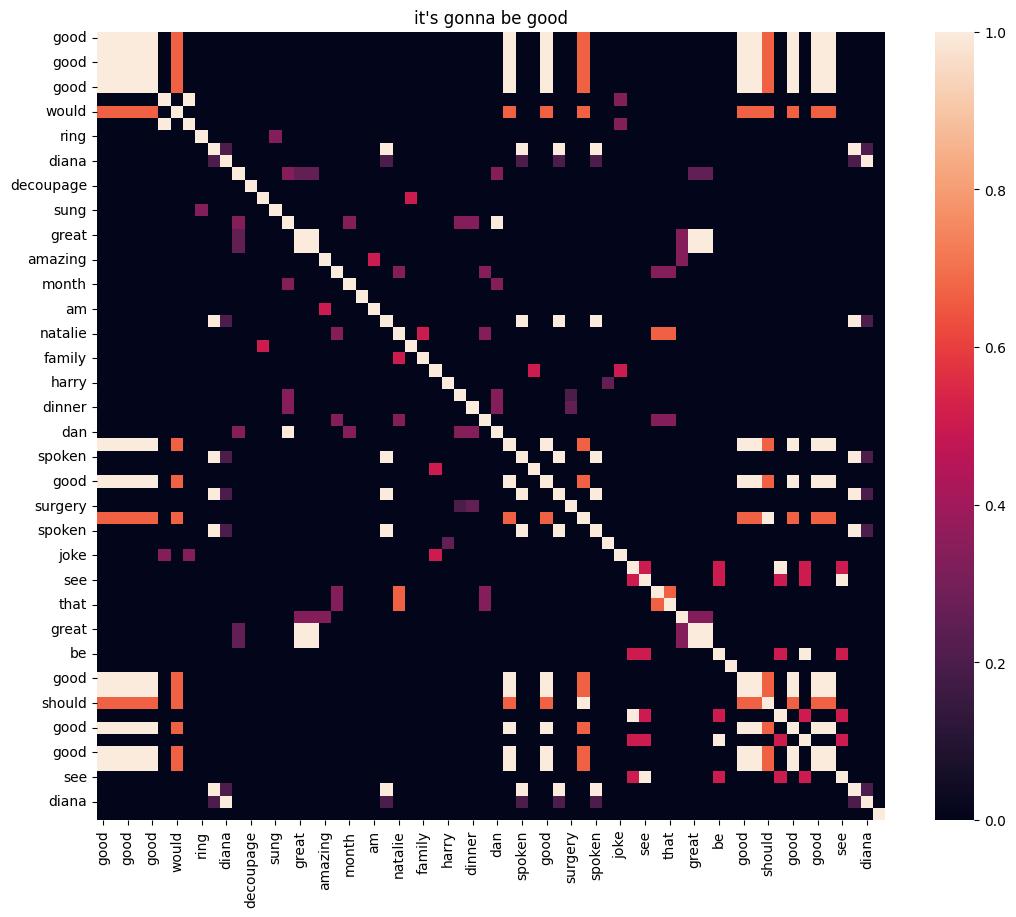 it's gonna be good
good
good
good
would
ring
diana
decoupage
sung
great
amazing
month
am
natalie
family
harry
dinner
dan
spoken
good
surgery
spoken
joke
see
that
great
be
good
should
good
good
see
diana
good
good
good
would
ring
diana
decoupage
sung
great
amazing
month
am
natalie
family
harry
dinner
dan
spoken
good
surgery
spoken
joke
see
that
great
be
good
should
good
good
see
diana
1.0
0.8
0.6
0.4
0.2
0.0